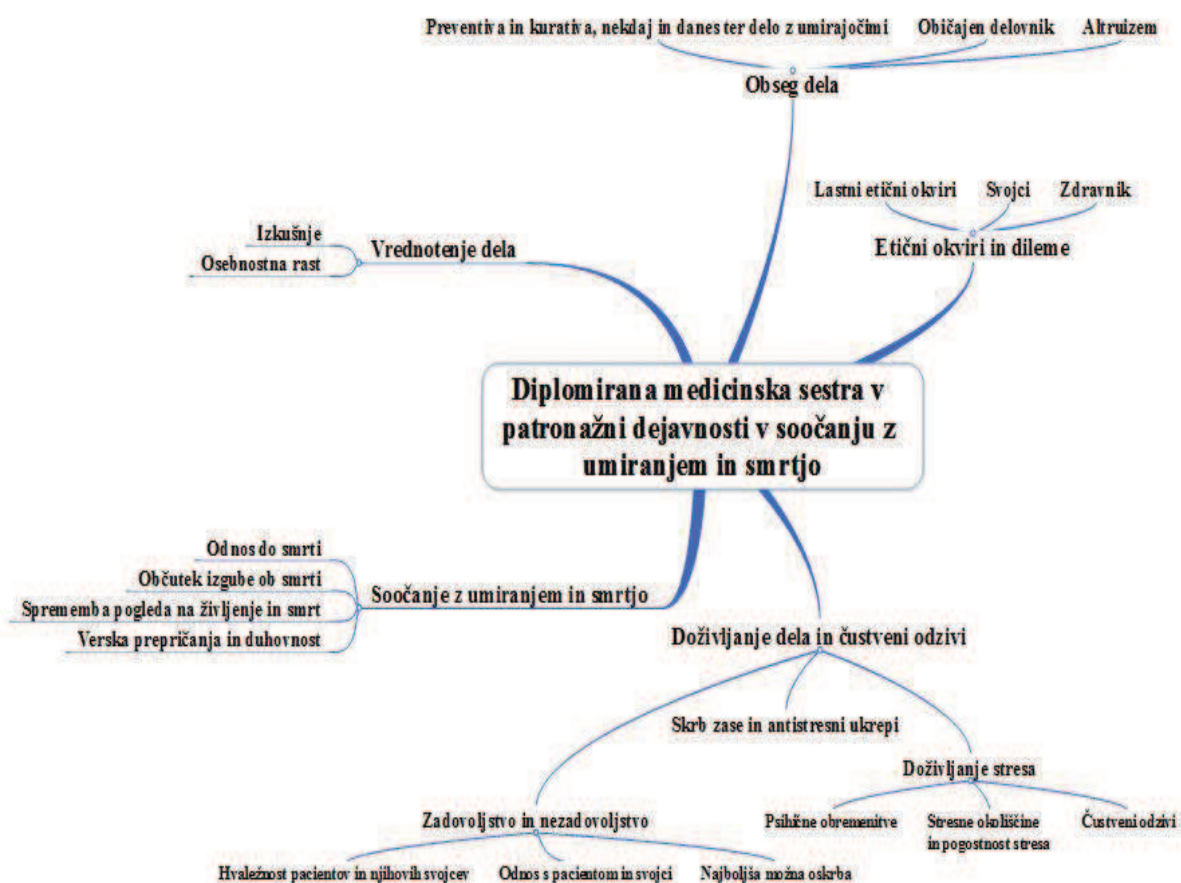 Preventiva in kurativa, nekdaj in danes ter delo z umirajočimi
Običajen delovnik
Altruizem
Obseg dela
Lastni etični okviri
Svojci
Zdravnik
Etični okviri in dileme
Izkušnje
Osebnostna rast
Vrednotenje dela
Diplomirana medicinska sestra v
patronažni dejavnosti v soočanju z
umiranjem in smrtjo
Odnos do smrti
Občutek izgube ob smrti
Sprememba pogleda na življenje in smrt
Verska prepričanja in duhovnost
Soočanje z umiranjem in smrtjo
Doživljanje dela in čustveni odzivi
Skrb zase in antistresni ukrepi
Doživljanje stresa
Psihične obremenitve
Stresne okoliščine
in pogostnost stresa
Čustveni odzivi
Zadovoljstvo in nezadovoljstvo
Hvaležnost pacientov in njihovih svojcev
Odnos s pacientom in svojci
Najboljša možna oskrba